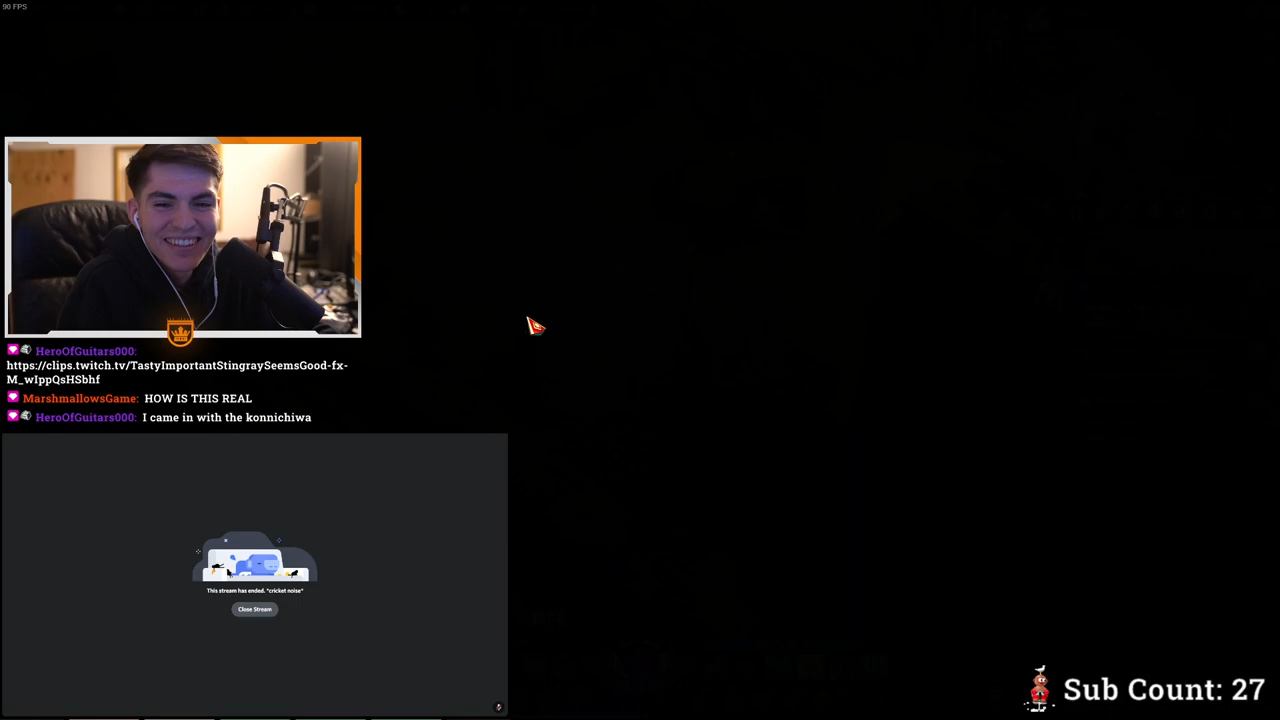 90 FPS
HeroOfGuitars000:
https://clips.twitch.tv/TastyImportantStingraySeemsGood-fx-
M_wIppQsHSbhf
MarshmallowsGame: HOW IS THIS REAL
HeroOfGuitars000: I came in with the konnichiwa
This stream has ended. *cricket noise*
Close Stream
Sub Count: 27